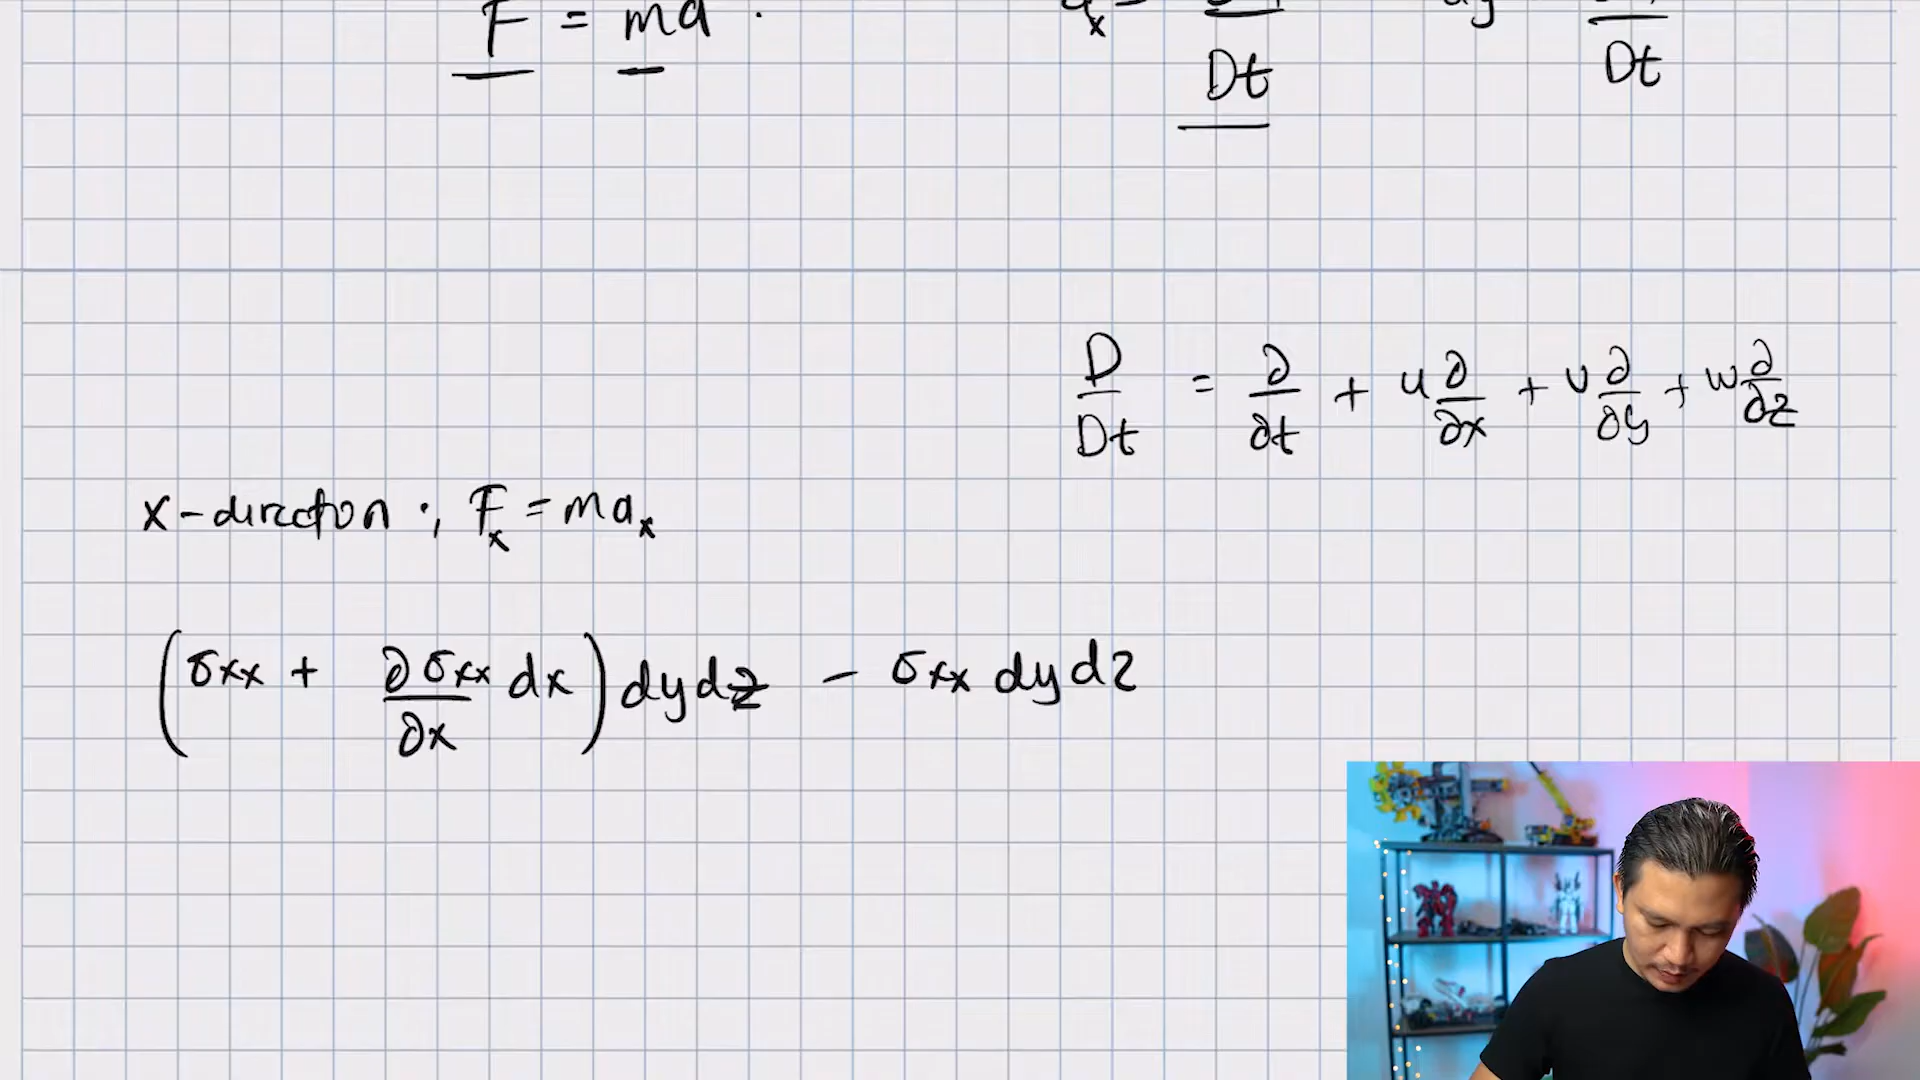 F = ma .
Dt
Dt
D/Dt = ∂/∂t + u ∂/∂x + v ∂/∂y + w ∂/∂z
x-direction ; Fx = max
(σxx + ∂σxx/∂x dx) dydz - σxx dydz